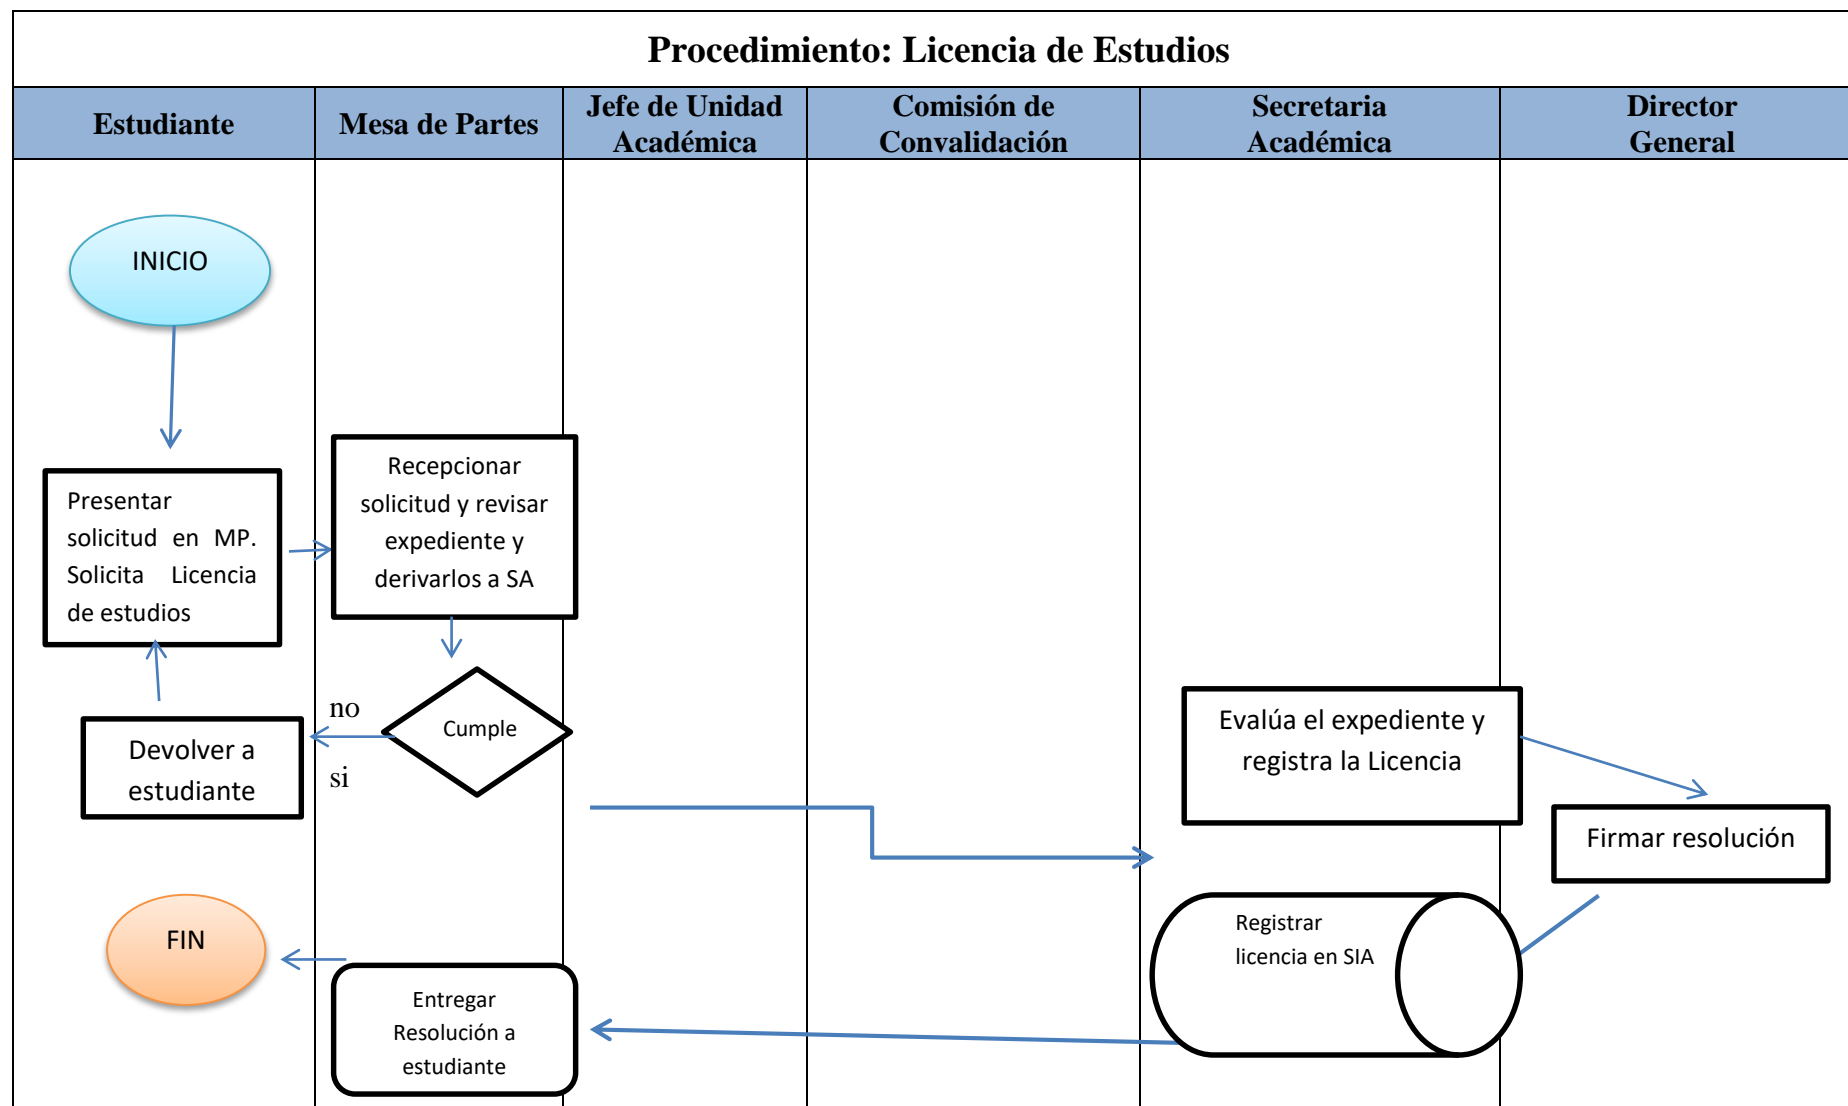 Procedimiento: Licencia de Estudios
Estudiante
Mesa de Partes
Jefe de Unidad
Académica
Comisión de
Convalidación
Secretaria
Académica
Director
General
INICIO
Presentar
solicitud en MP.
Solicita Licencia
de estudios
Recepcionar
solicitud y revisar
expediente y
derivarlos a SA
Cumple
no
si
Devolver a
estudiante
Evalúa el expediente y
registra la Licencia
Firmar resolución
Registrar
licencia en SIA
Entregar
Resolución a
estudiante
FIN